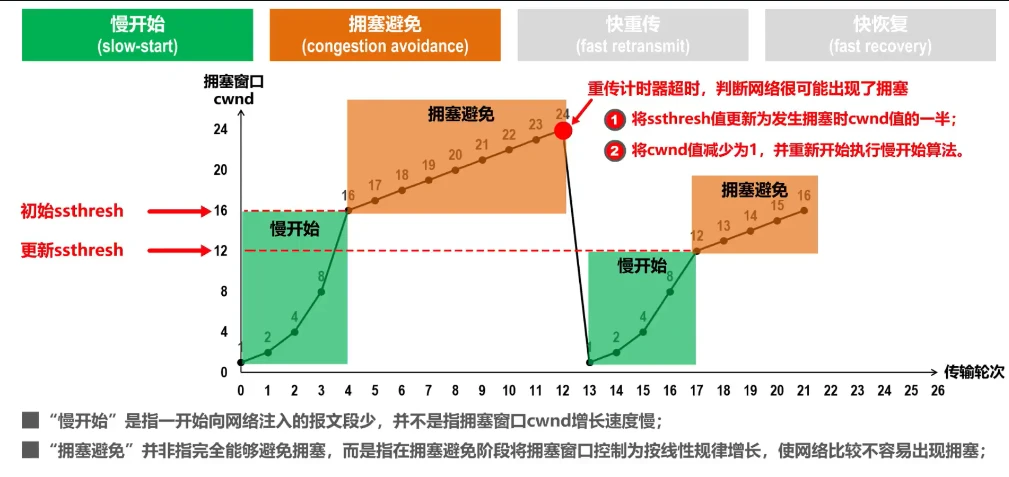 慢开始
(slow-start)
拥塞避免
(congestion avoidance)
快重传
(fast retransmit)
快恢复
(fast recovery)
拥塞窗口
cwnd
重传计时器超时，判断网络很可能出现了拥塞
1 将ssthresh值更新为发生拥塞时cwnd值的一半；
2 将cwnd值减少为1，并重新开始执行慢开始算法。
拥塞避免
24
20
16
12
8
4
0
初始ssthresh
更新ssthresh
慢开始
1 2 4 8 16 17 18 19 20 21 22 23 24
慢开始
1 2 4 8 12 13 14 15 16
拥塞避免
0 1 2 3 4 5 6 7 8 9 10 11 12 13 14 15 16 17 18 19 20 21 22 23 24 25 26
传输轮次
“慢开始”是指一开始向网络注入的报文段少，并不是指拥塞窗口cwnd增长速度慢；
“拥塞避免”并非指完全能够避免拥塞，而是指在拥塞避免阶段将拥塞窗口控制为按线性规律增长，使网络比较不容易出现拥塞；